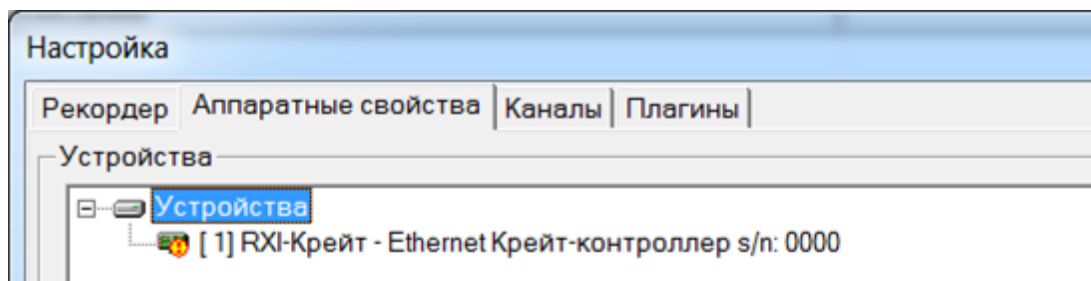 Настройка
Рекордер Аппаратные свойства Каналы Плагины
Устройства
Устройства
[ 1] RXI-Крейт - Ethernet Крейт-контроллер s/n: 0000